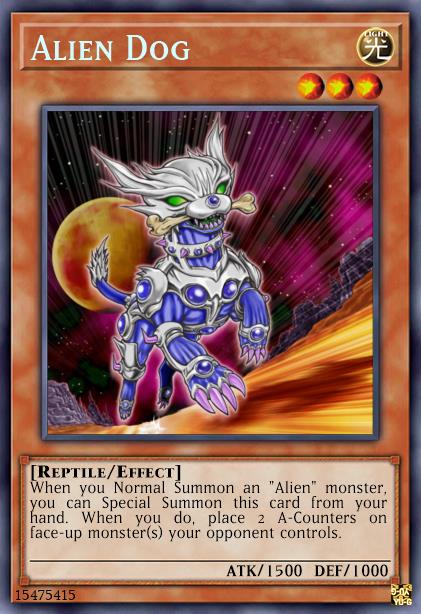 Alien Dog
LIGHT
光
[Reptile/Effect]
When you Normal Summon an "Alien" monster,
you can Special Summon this card from your
hand. When you do, place 2 A-Counters on
face-up monster(s) your opponent controls.
ATK/1500 DEF/1000
15475415